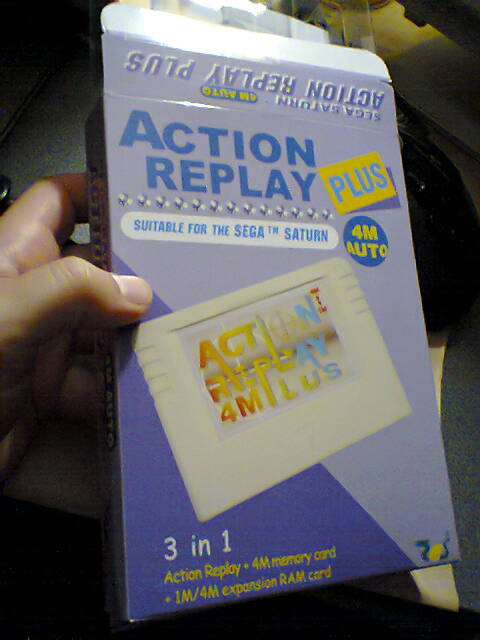 SEGA SATURN
ACTION REPLAY PLUS
4M AUTO
ACTION
REPLAY
PLUS
SUITABLE FOR THE SEGA™ SATURN
4M
AUTO
ACTION
REPLAY
4M PLUS
3 in 1
Action Replay + 4M memory card
+ 1M/4M expansion RAM card